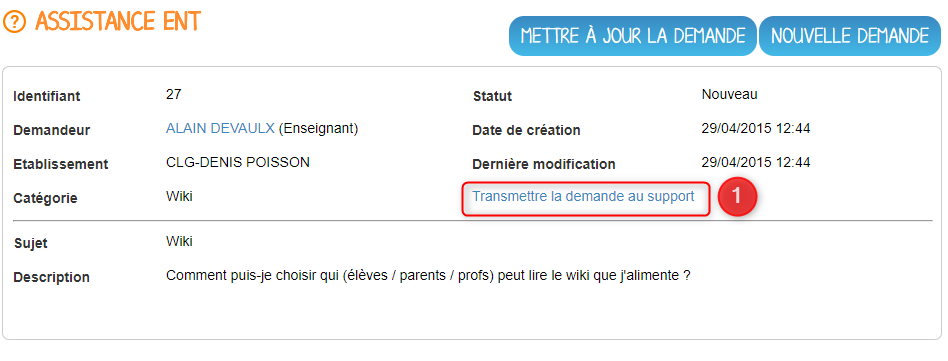 ? ASSISTANCE ENT
METTRE À JOUR LA DEMANDE NOUVELLE DEMANDE
Identifiant 27 Statut Nouveau
Demandeur ALAIN DEVAULX (Enseignant) Date de création 29/04/2015 12:44
Etablissement CLG-DENIS POISSON Dernière modification 29/04/2015 12:44
Catégorie Wiki Transmettre la demande au support 1
Sujet Wiki
Description Comment puis-je choisir qui (élèves / parents / profs) peut lire le wiki que j'alimente ?